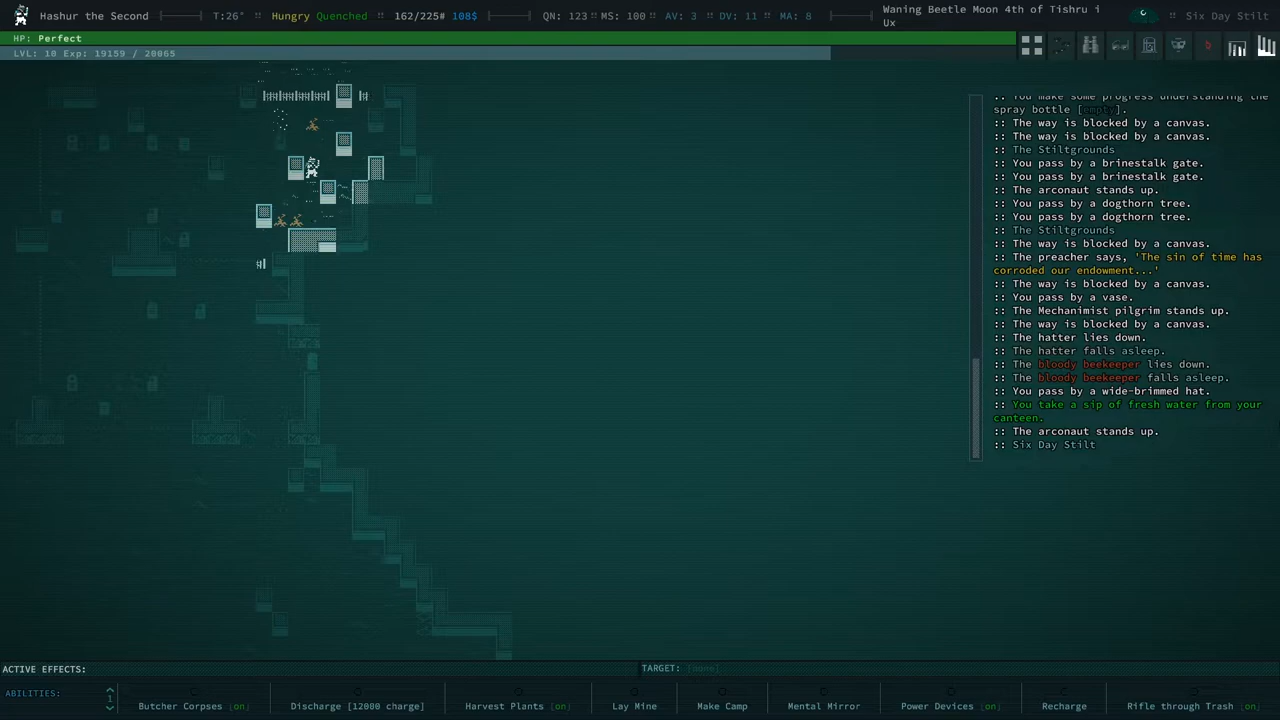 Hashur the Second T:26° :: Hungry Quenched :: 162/225# 108$ QN: 123 :: MS: 100 :: AV: 3 :: DV: 11 :: MA: 8 Waning Beetle Moon 4th of Tishru i :: Six Day Stilt
Ux
HP: Perfect
LVL: 10 Exp: 19159 / 20065
:: You make some progress understanding the
spray bottle [empty].
:: The way is blocked by a canvas.
:: The way is blocked by a canvas.
:: The Stiltgrounds
:: You pass by a brinestalk gate.
:: You pass by a brinestalk gate.
:: The arconaut stands up.
:: You pass by a dogthorn tree.
:: You pass by a dogthorn tree.
:: The Stiltgrounds
:: The way is blocked by a canvas.
:: The preacher says, 'The sin of time has
corroded our endowment...'
:: The way is blocked by a canvas.
:: You pass by a vase.
:: The Mechanimist pilgrim stands up.
:: The way is blocked by a canvas.
:: The hatter lies down.
:: The hatter falls asleep.
:: The bloody beekeeper lies down.
:: The bloody beekeeper falls asleep.
:: You pass by a wide-brimmed hat.
:: You take a sip of fresh water from your
canteen.
:: The arconaut stands up.
:: Six Day Stilt
ACTIVE EFFECTS: TARGET: [none]
ABILITIES: 1 Butcher Corpses [on] Discharge [12000 charge] Harvest Plants [on] Lay Mine Make Camp Mental Mirror Power Devices [on] Recharge Rifle through Trash [on]